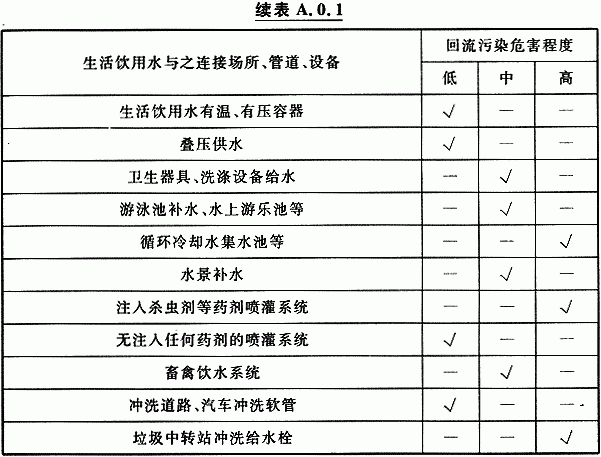 续表 A.0.1
生活饮用水与之连接场所、管道、设备 回流污染危害程度
低 中 高
生活饮用水有温、有压容器 √ — —
叠压供水 √ — —
卫生器具、洗涤设备给水 — √ —
游泳池补水、水上游乐池等 — √ —
循环冷却水集水池等 — — √
水景补水 — √ —
注入杀虫剂等药剂喷灌系统 — — √
无注入任何药剂的喷灌系统 √ — —
畜禽饮水系统 — √ —
冲洗道路、汽车冲洗软管 √ — —
垃圾中转站冲洗给水栓 — — √